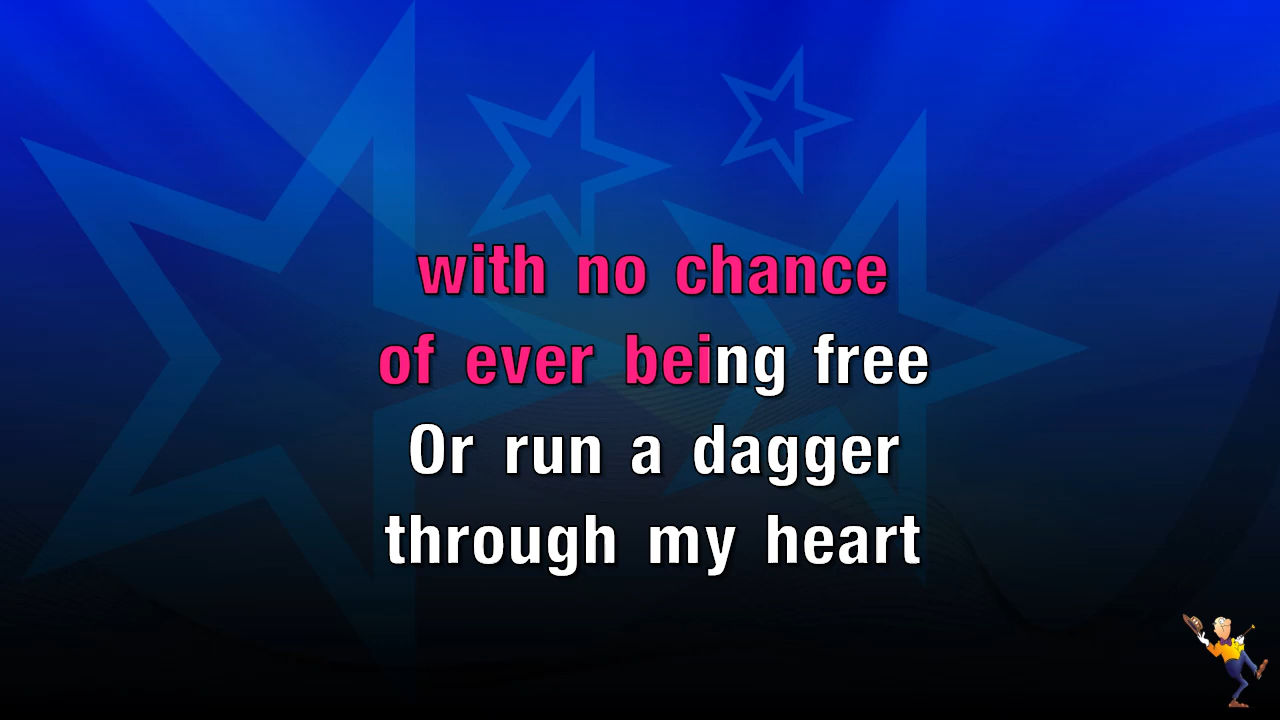 with no chance
of ever being free
Or run a dagger
through my heart